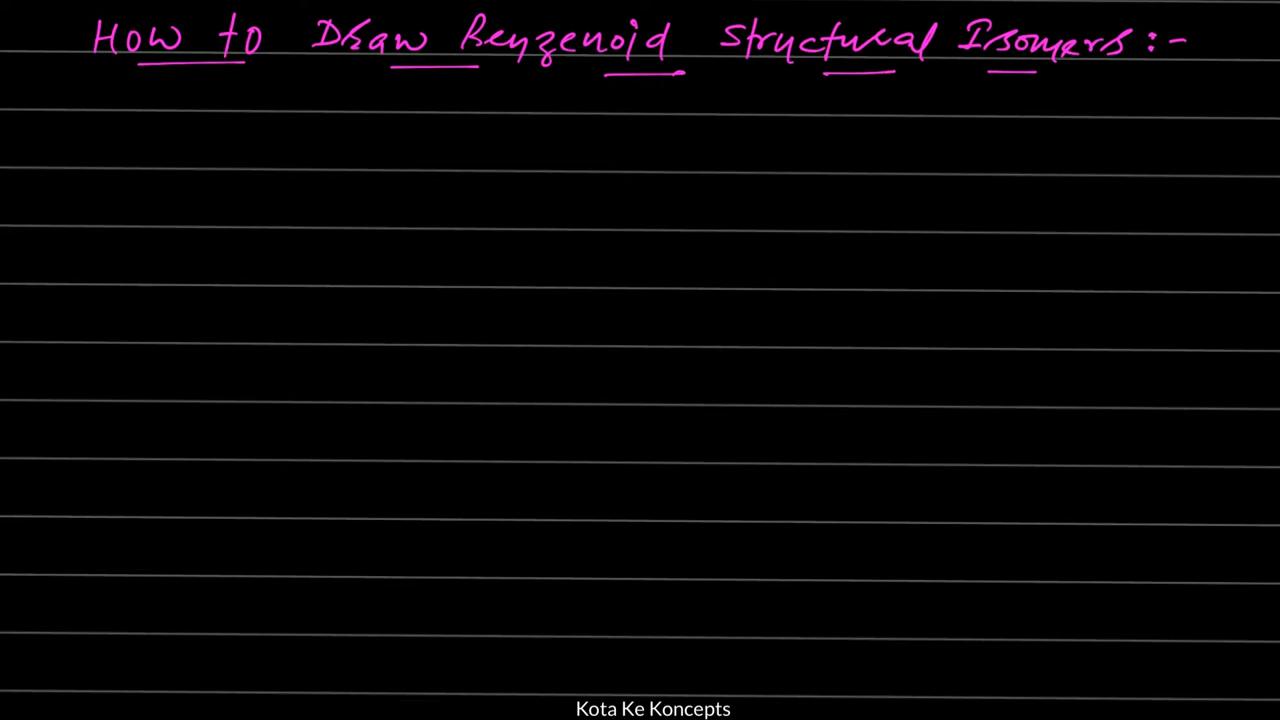 How to Draw Benzenoid Structural Isomers :-
Kota Ke Koncepts